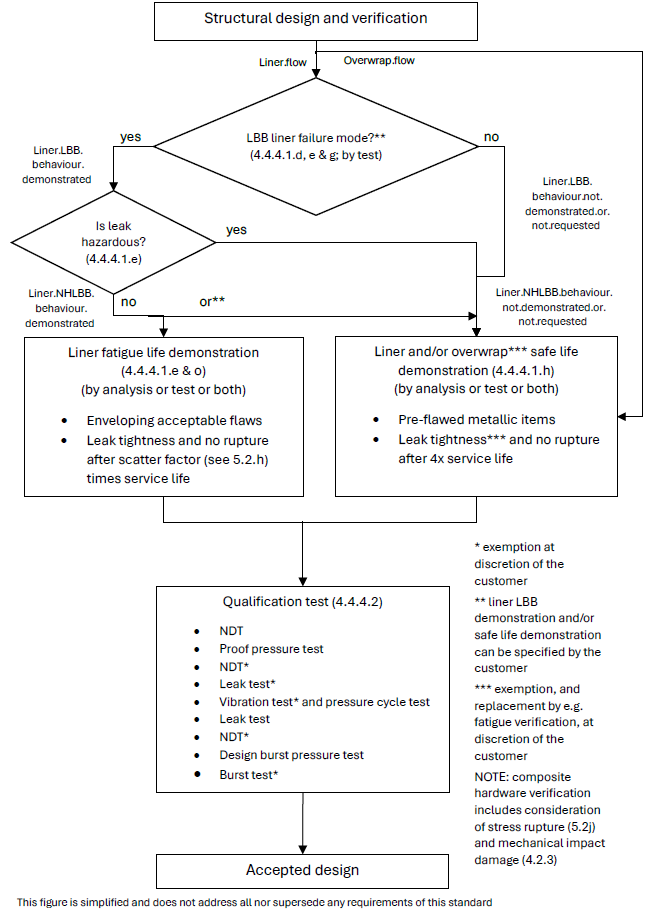 Structural design and verification
Liner.flow
Overwrap.flow
LBB liner failure mode?**
(4.4.4.1.d, e & g; by test)
yes
no
Liner.LBB.
behaviour.
demonstrated
Liner.LBB.
behaviour.not.
demonstrated.or.
not.requested
Is leak
hazardous?
(4.4.4.1.e)
yes
Liner.NHLBB.
behaviour.
demonstrated
no
or**
Liner.NHLBB.behaviour.
not.demonstrated.or.
not.requested
Liner fatigue life demonstration
(4.4.4.1.e & o)
(by analysis or test or both)
• Enveloping acceptable flaws
• Leak tightness and no rupture
after scatter factor (see 5.2.h)
times service life
Liner and/or overwrap*** safe life
demonstration (4.4.4.1.h)
(by analysis or test or both)
• Pre-flawed metallic items
• Leak tightness*** and no rupture
after 4x service life
Qualification test (4.4.4.2)
• NDT
• Proof pressure test
• NDT*
• Leak test*
• Vibration test* and pressure cycle test
• Leak test
• NDT*
• Design burst pressure test
• Burst test*
* exemption at
discretion of the
customer
** liner LBB
demonstration and/or
safe life demonstration
can be specified by the
customer
*** exemption, and
replacement by e.g.
fatigue verification, at
discretion of the
customer
NOTE: composite
hardware verification
includes consideration
of stress rupture (5.2j)
and mechanical impact
damage (4.2.3)
Accepted design
This figure is simplified and does not address all nor supersede any requirements of this standard